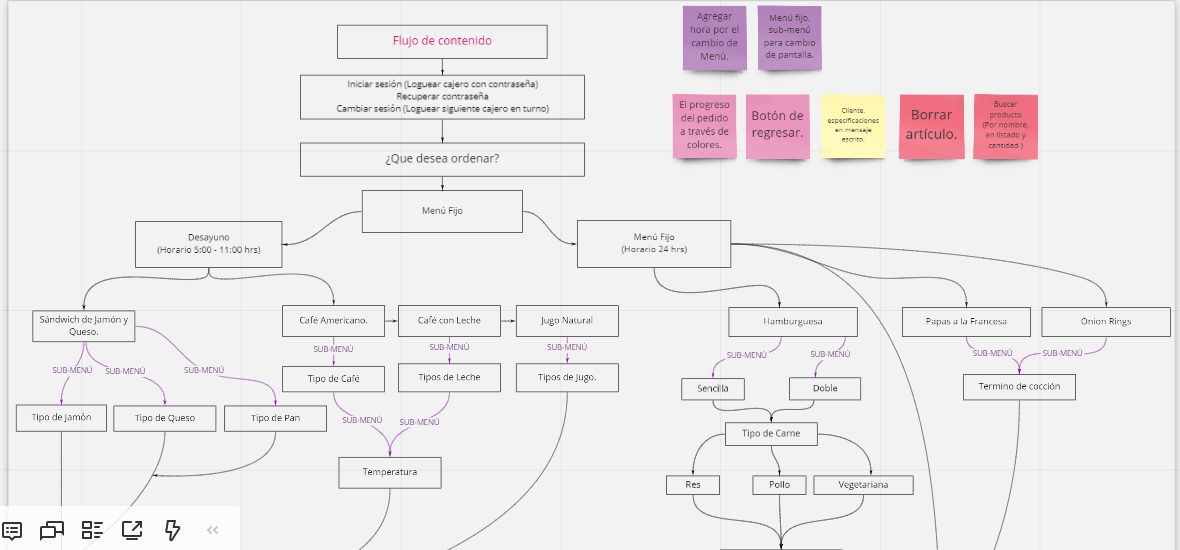 Flujo de contenido
Iniciar sesión (Loguear cajero con contraseña)
Recuperar contraseña
Cambiar sesión (Loguear siguiente cajero en turno)
¿Que desea ordenar?
Menú Fijo
Agregar
hora por el
cambio de
Menú.
Menú fijo,
sub-menú
para cambio
de pantalla.
El progreso
del pedido
a través de
colores.
Botón de
regresar.
Cliente,
especificaciones
en mensaje
escrito.
Borrar
artículo.
Buscar
producto
(Por nombre,
en listado y
cantidad )
Desayuno
(Horario 5:00 - 11:00 hrs)
Menú Fijo
(Horario 24 hrs)
Sándwich de Jamón y
Queso.
Café Americano.
Café con Leche
Jugo Natural
Hamburguesa
Papas a la Francesa
Onion Rings
SUB-MENÚ
SUB-MENÚ
SUB-MENÚ
SUB-MENÚ
SUB-MENÚ
SUB-MENÚ
SUB-MENÚ
SUB-MENÚ
SUB-MENÚ
SUB-MENÚ
Tipo de Café
Tipos de Leche
Tipos de Jugo.
Sencilla
Doble
Termino de cocción
Tipo de Jamón
Tipo de Queso
Tipo de Pan
SUB-MENÚ
SUB-MENÚ
Tipo de Carne
Temperatura
Res
Pollo
Vegetariana